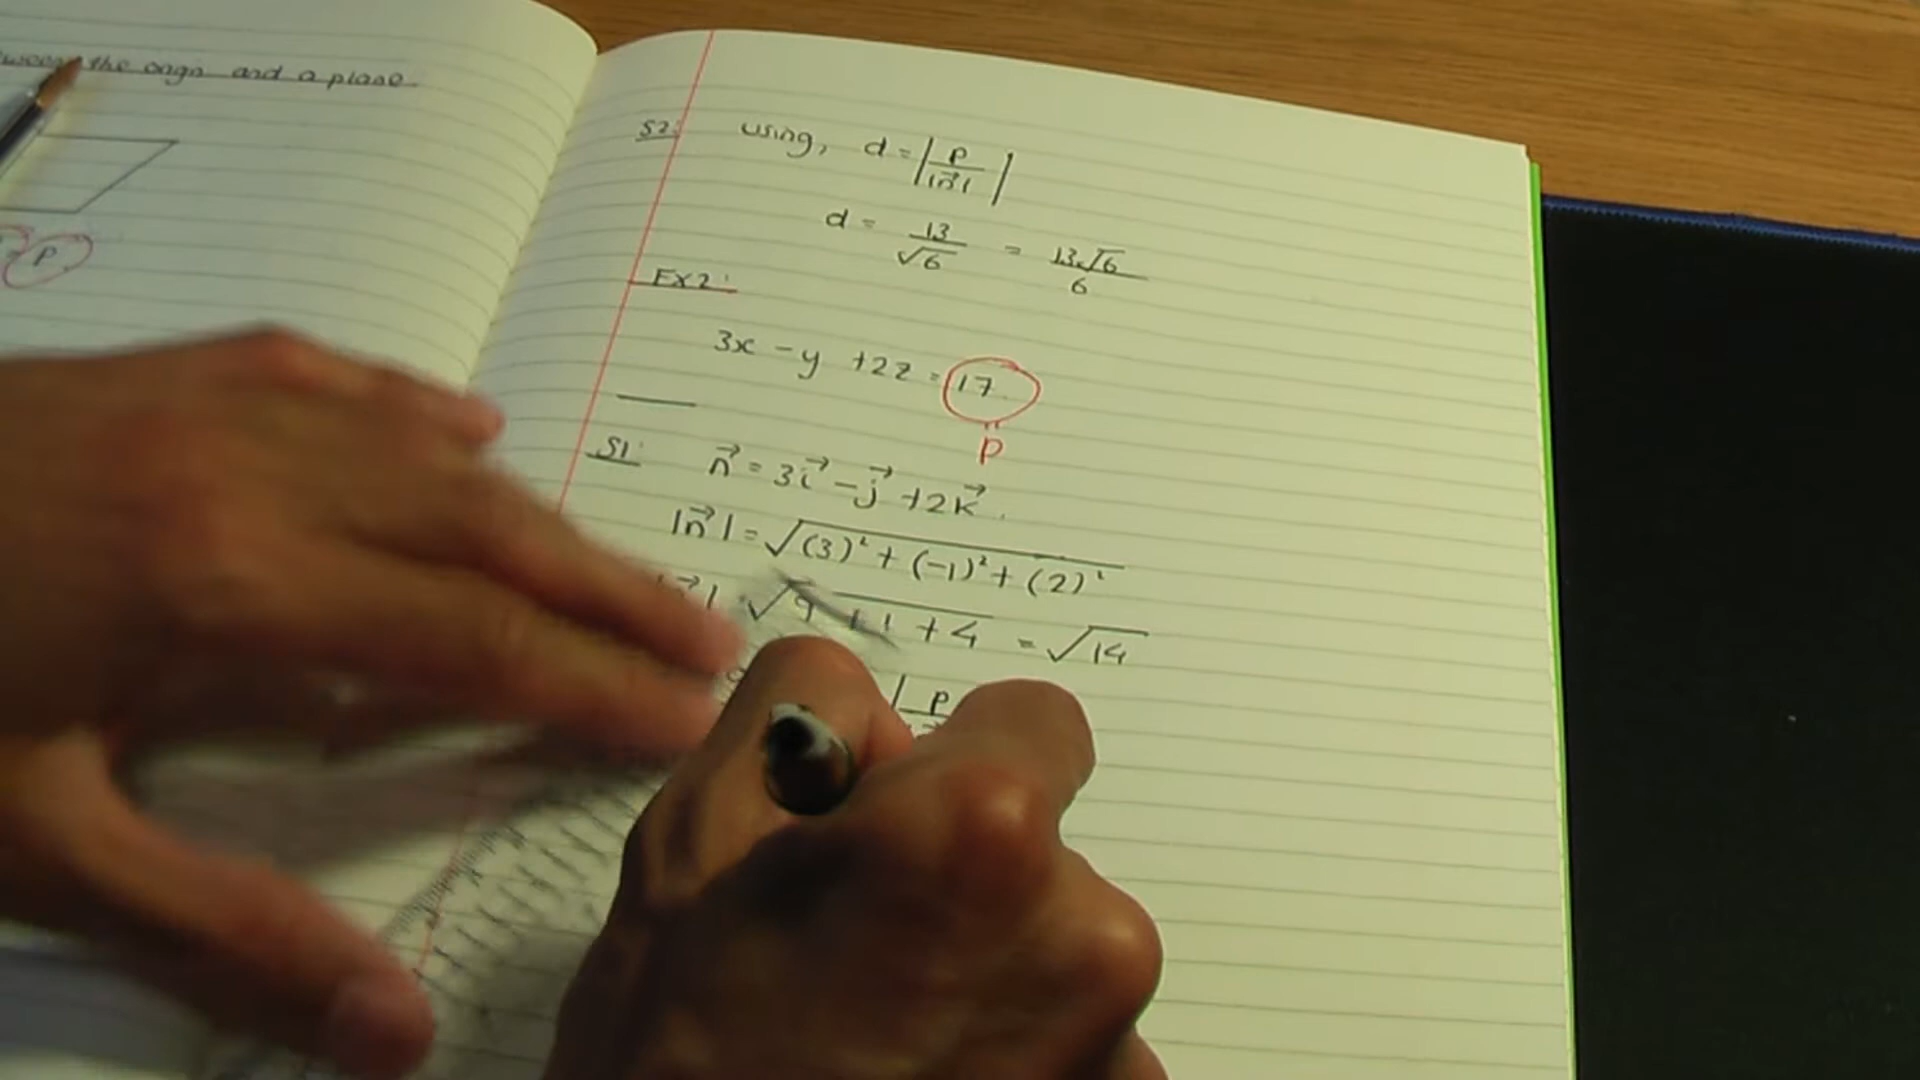 the origin and a plane
P
S2: using, d = |P/|n⃗||
d = 13/√6 = 13√6/6
Ex2:
3x - y + 2z = 17
P
S1: n⃗ = 3i⃗ - j⃗ + 2k⃗.
|n⃗| = √(3)² + (-1)² + (2)²
√9 + 1 + 4 = √14
|P